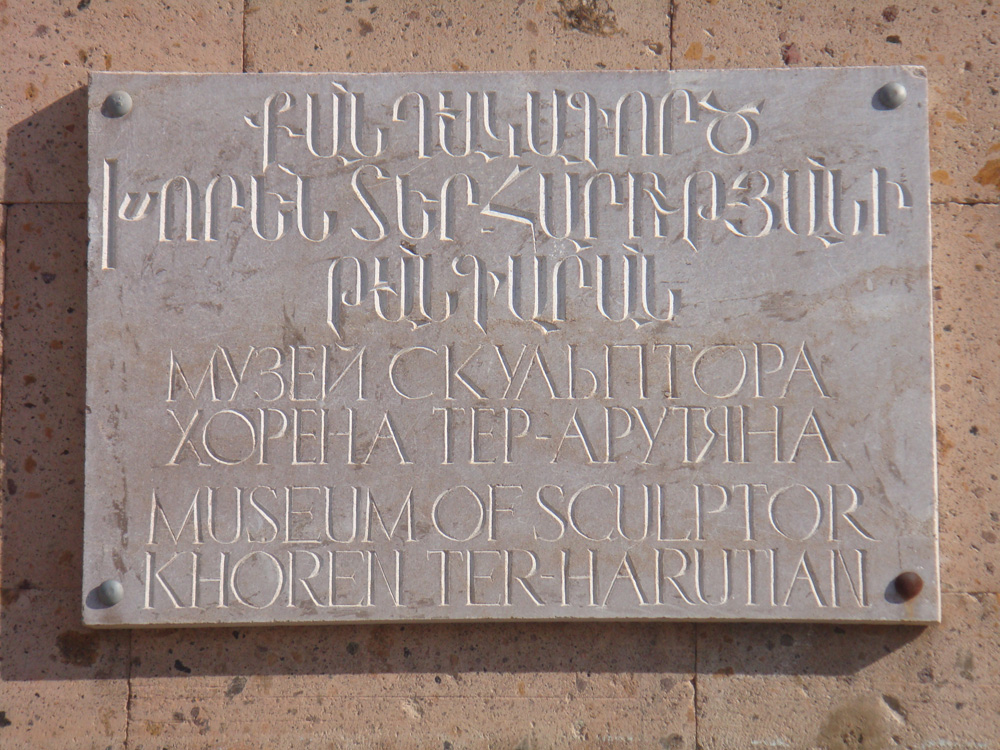 ՔԱՆԴԱԿԱԳՈՐԾ
ԽՈՐԵՆ ՏԵՐ-ՀԱՐՈՒԹՅԱՆԻ
ԹԱՆԳԱՐԱՆ
МУЗЕЙ СКУЛЬПТОРА
ХОРЕНА ТЕР-АРУТЯНА
MUSEUM OF SCULPTOR
KHOREN TER-HARUTIAN